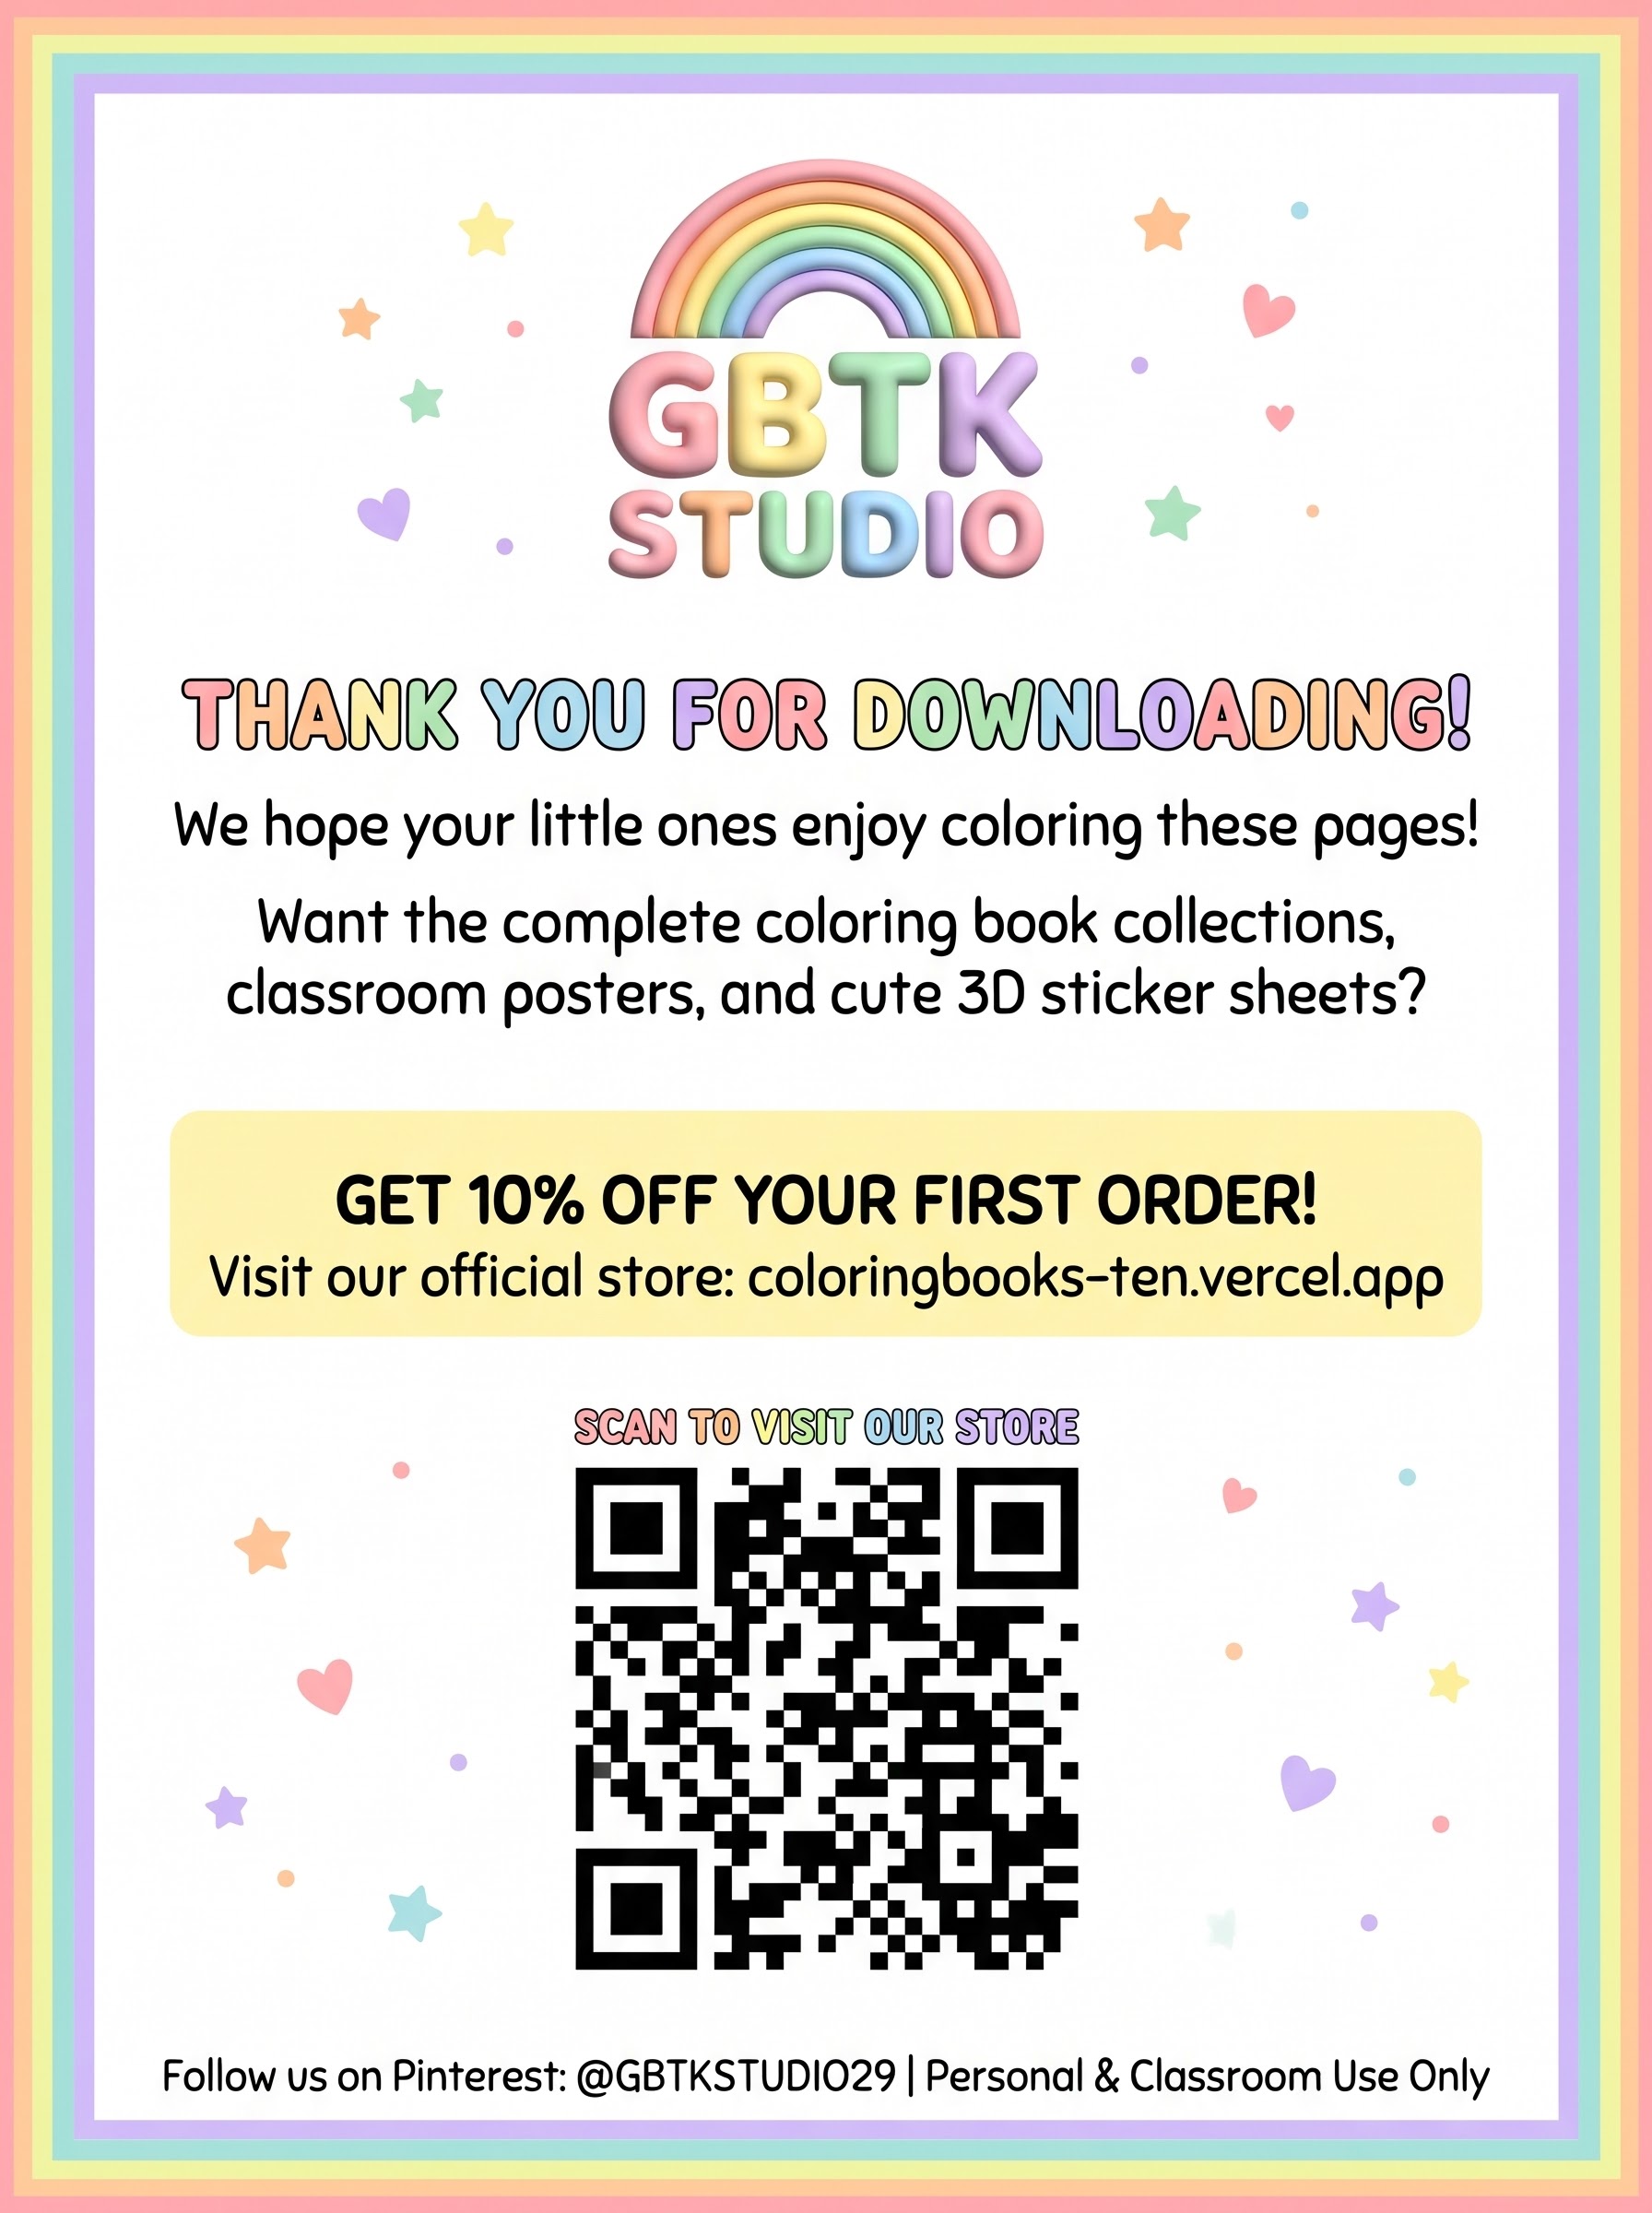 GBTK
STUDIO
THANK YOU FOR DOWNLOADING!
We hope your little ones enjoy coloring these pages!
Want the complete coloring book collections,
classroom posters, and cute 3D sticker sheets?
GET 10% OFF YOUR FIRST ORDER!
Visit our official store: coloringbooks-ten.vercel.app
SCAN TO VISIT OUR STORE
Follow us on Pinterest: @GBTKSTUDIO29 | Personal & Classroom Use Only